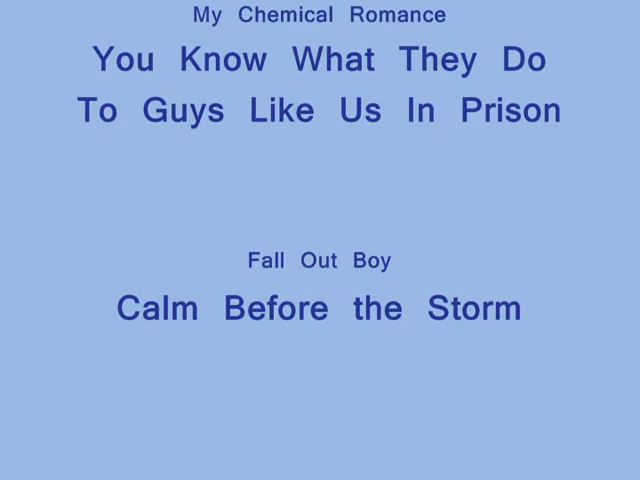 My Chemical Romance
You Know What They Do
To Guys Like Us In Prison
Fall Out Boy
Calm Before the Storm